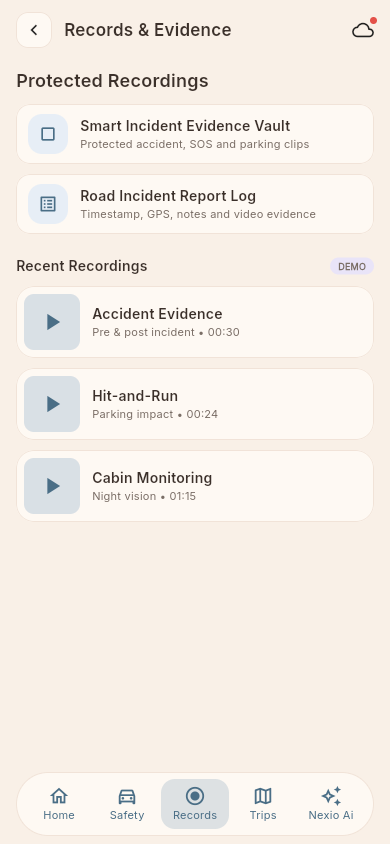 Records & Evidence
Protected Recordings
Smart Incident Evidence Vault
Protected accident, SOS and parking clips
Road Incident Report Log
Timestamp, GPS, notes and video evidence
Recent Recordings
DEMO
Accident Evidence
Pre & post incident • 00:30
Hit-and-Run
Parking impact • 00:24
Cabin Monitoring
Night vision • 01:15
Home
Safety
Records
Trips
Nexio Ai